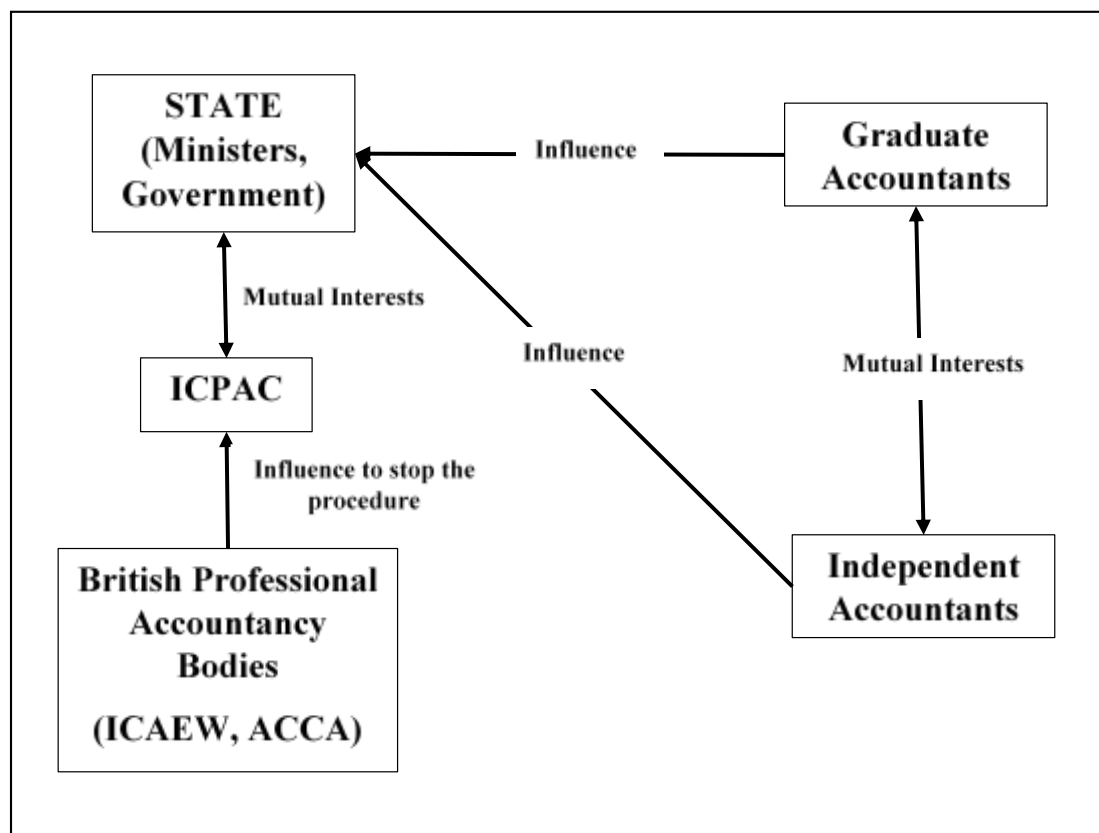 STATE
(Ministers,
Government)
Graduate
Accountants
Influence
Mutual Interests
Influence
Mutual Interests
ICPAC
Influence to stop the
procedure
British Professional
Accountancy
Bodies
(ICAEW, ACCA)
Independent
Accountants